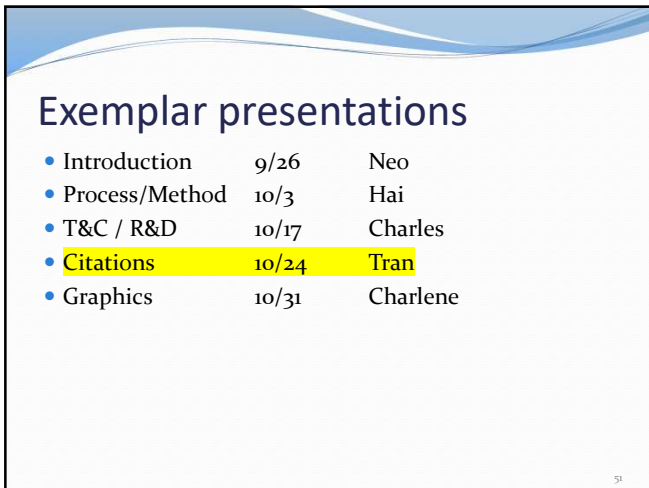 Exemplar presentations
• Introduction 9/26 Neo
• Process/Method 10/3 Hai
• T&C / R&D 10/17 Charles
• Citations 10/24 Tran
• Graphics 10/31 Charlene
51